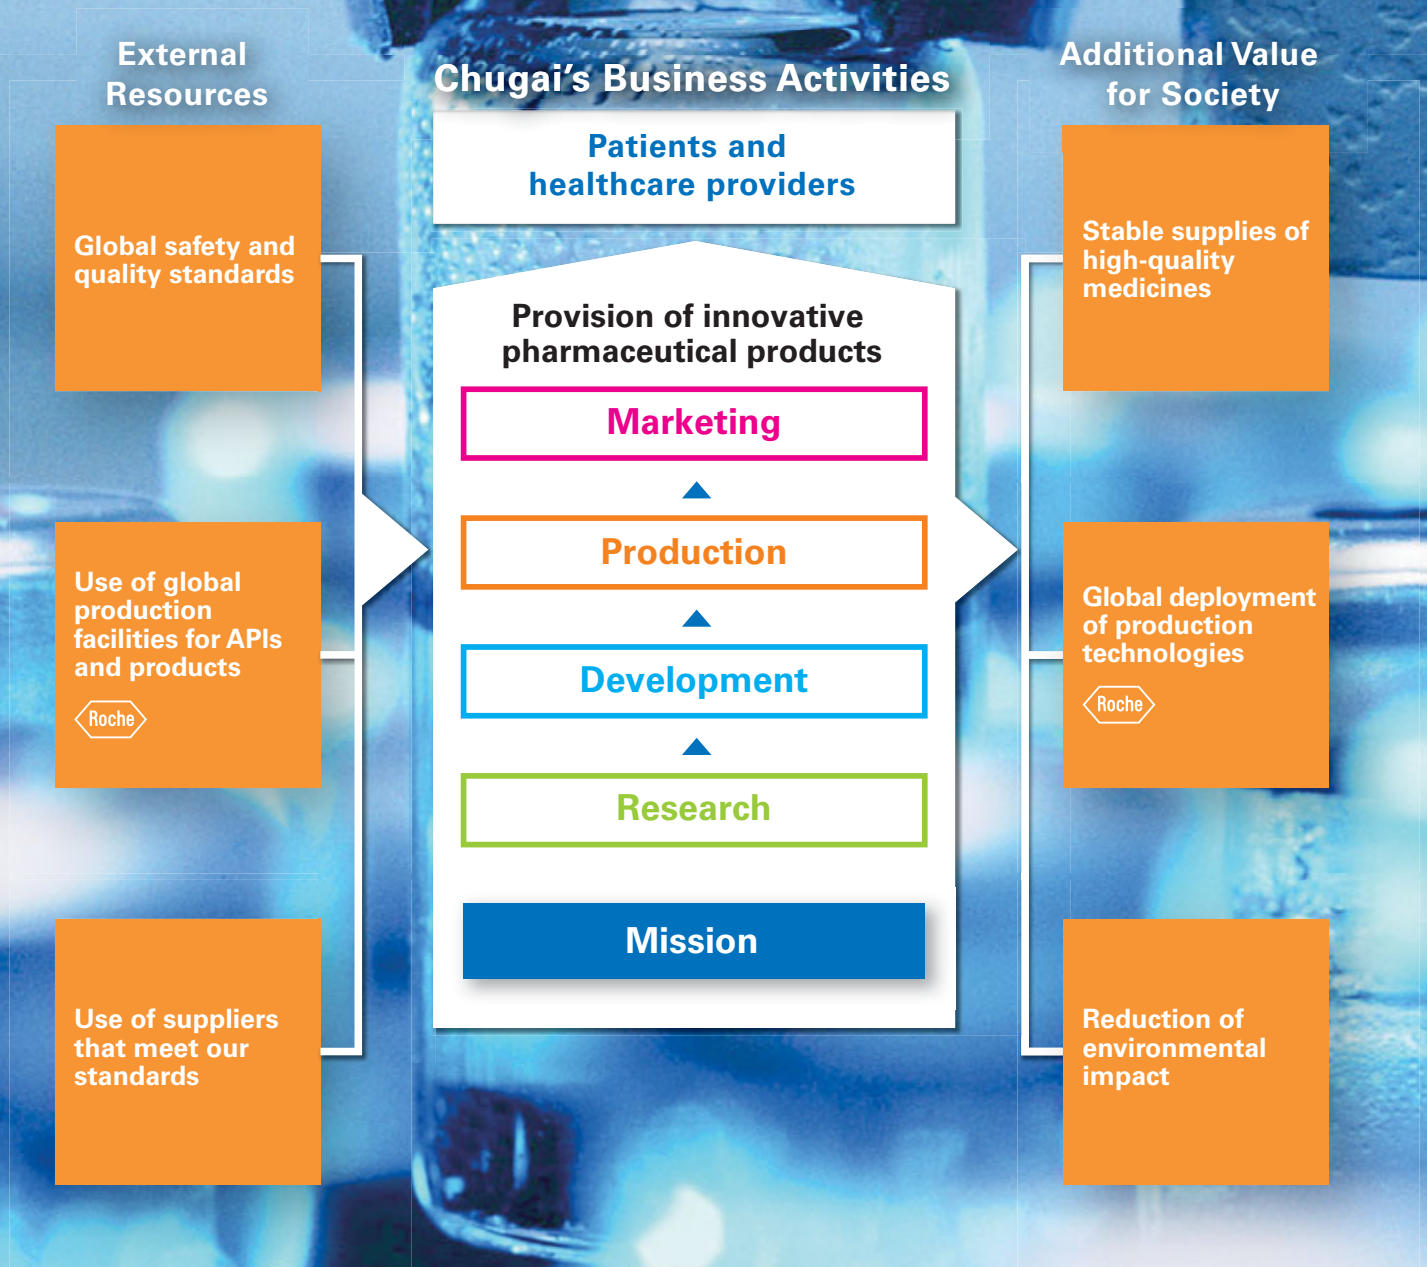 External
Resources
Global safety and
quality standards
Use of global
production
facilities for APIs
and products
Roche
Use of suppliers
that meet our
standards
Chugai’s Business Activities
Patients and
healthcare providers
Provision of innovative
pharmaceutical products
Marketing
Production
Development
Research
Mission
Additional Value
for Society
Stable supplies of
high-quality
medicines
Global deployment
of production
technologies
Roche
Reduction of
environmental
impact